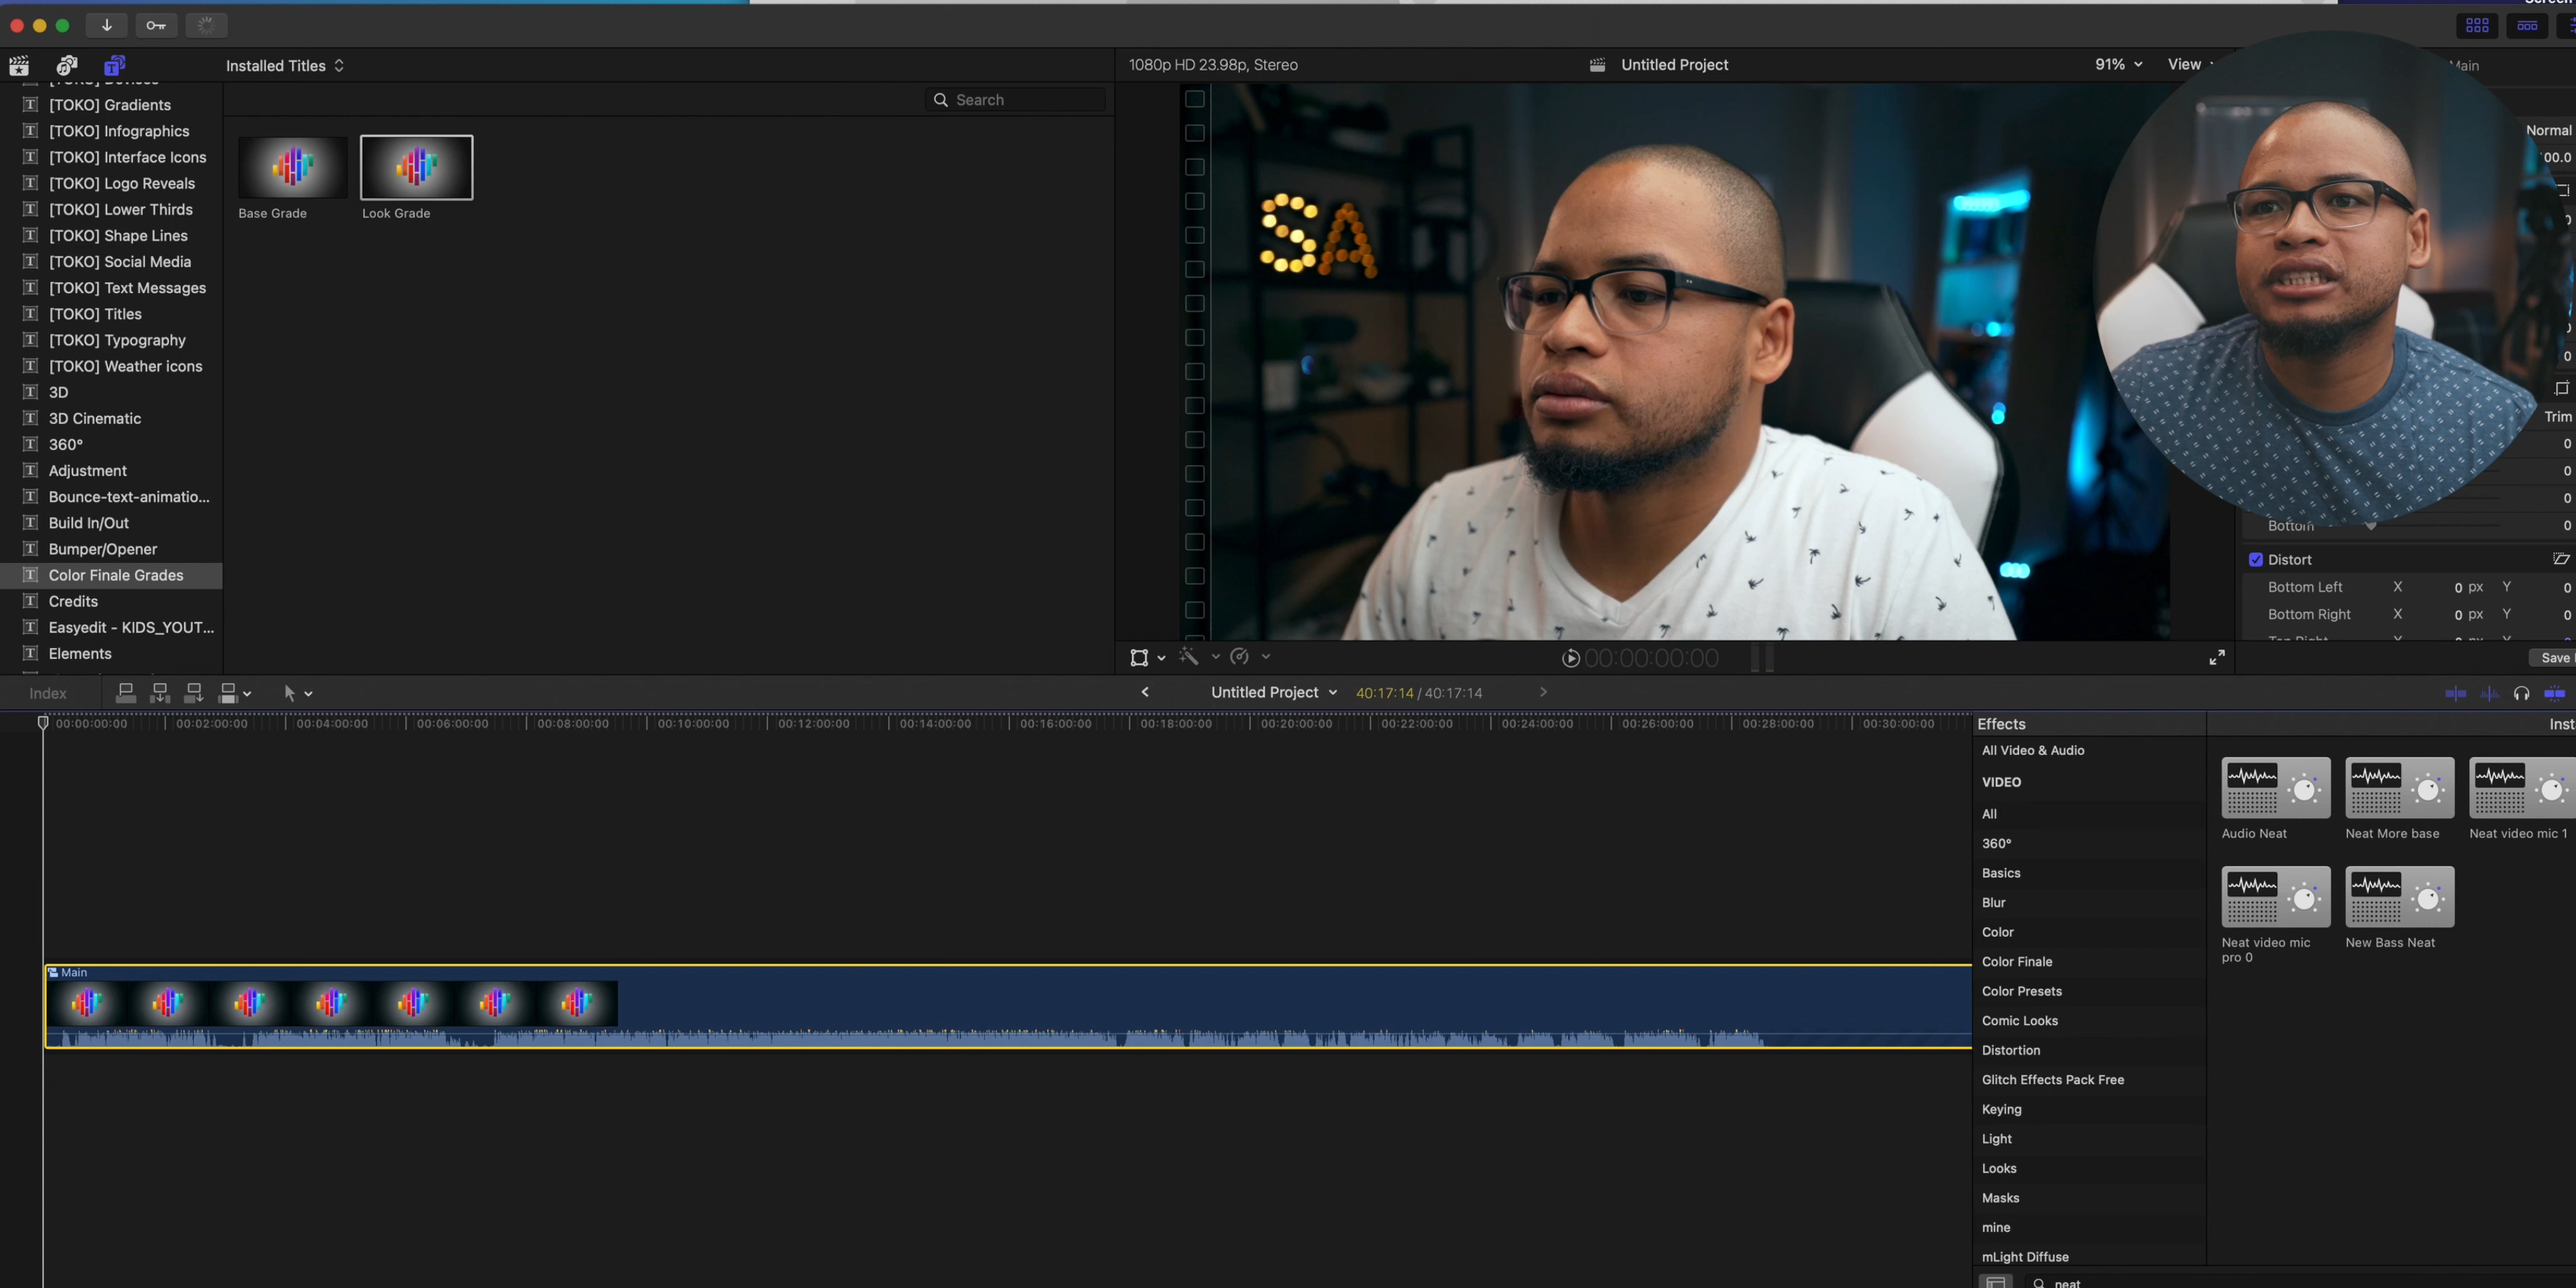 Installed Titles
1080p HD 23.98p, Stereo
Untitled Project
91%
View
Main
[TOKO] Gradients
[TOKO] Infographics
[TOKO] Interface Icons
[TOKO] Logo Reveals
[TOKO] Lower Thirds
[TOKO] Shape Lines
[TOKO] Social Media
[TOKO] Text Messages
[TOKO] Titles
[TOKO] Typography
[TOKO] Weather icons
3D
3D Cinematic
360°
Adjustment
Bounce-text-animatio...
Build In/Out
Bumper/Opener
Color Finale Grades
Credits
Easyedit - KIDS_YOUT...
Elements
Search
Base Grade
Look Grade
SA
Normal
00.0
Trim
0
0
0
Bottom 0
Distort
Bottom Left X 0 px Y 0
Bottom Right X 0 px Y 0
00:00:00:00
Save
Index
Untitled Project
40:17:14 / 40:17:14
00:00:00:00
00:02:00:00
00:04:00:00
00:06:00:00
00:08:00:00
00:10:00:00
00:12:00:00
00:14:00:00
00:16:00:00
00:18:00:00
00:20:00:00
00:22:00:00
00:24:00:00
00:26:00:00
00:28:00:00
00:30:00:00
Main
Effects
Inst
All Video & Audio
VIDEO
All
360°
Basics
Blur
Color
Color Finale
Color Presets
Comic Looks
Distortion
Glitch Effects Pack Free
Keying
Light
Looks
Masks
mine
mLight Diffuse
Audio Neat
Neat More base
Neat video mic 1
Neat video mic
pro 0
New Bass Neat
neat